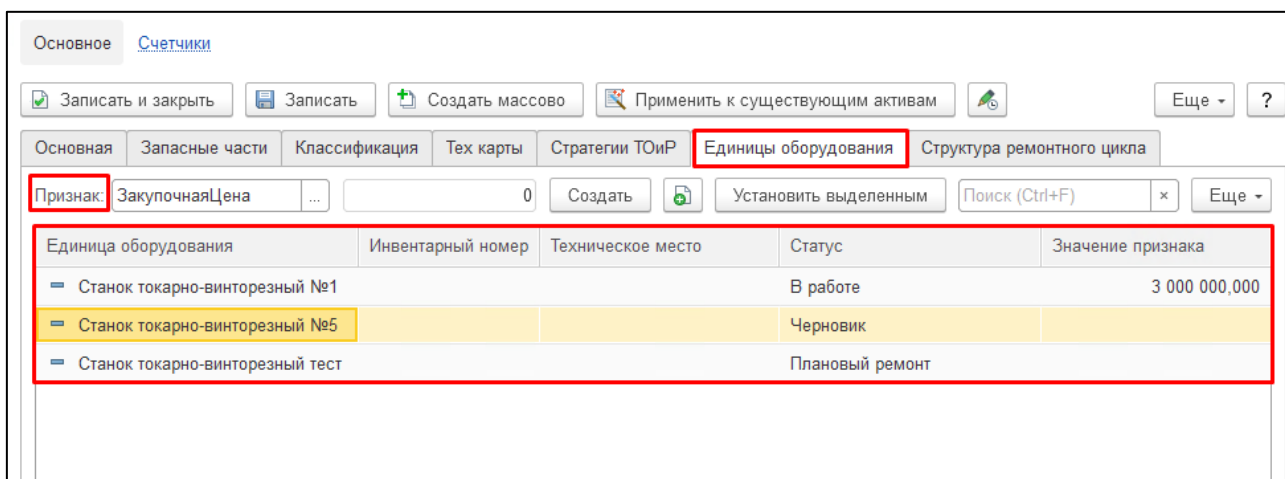 Основное Счетчики
Записать и закрыть Записать Создать массово Применить к существующим активам Еще ?
Основная Запасные части Классификация Тех карты Стратегии ТОиР Единицы оборудования Структура ремонтного цикла
Признак: ЗакупочнаяЦена ... 0 Создать Установить выделенным Поиск (Ctrl+F) × Еще
Единица оборудования Инвентарный номер Техническое место Статус Значение признака
Станок токарно-винторезный №1 В работе 3 000 000,000
Станок токарно-винторезный №5 Черновик
Станок токарно-винторезный тест Плановый ремонт